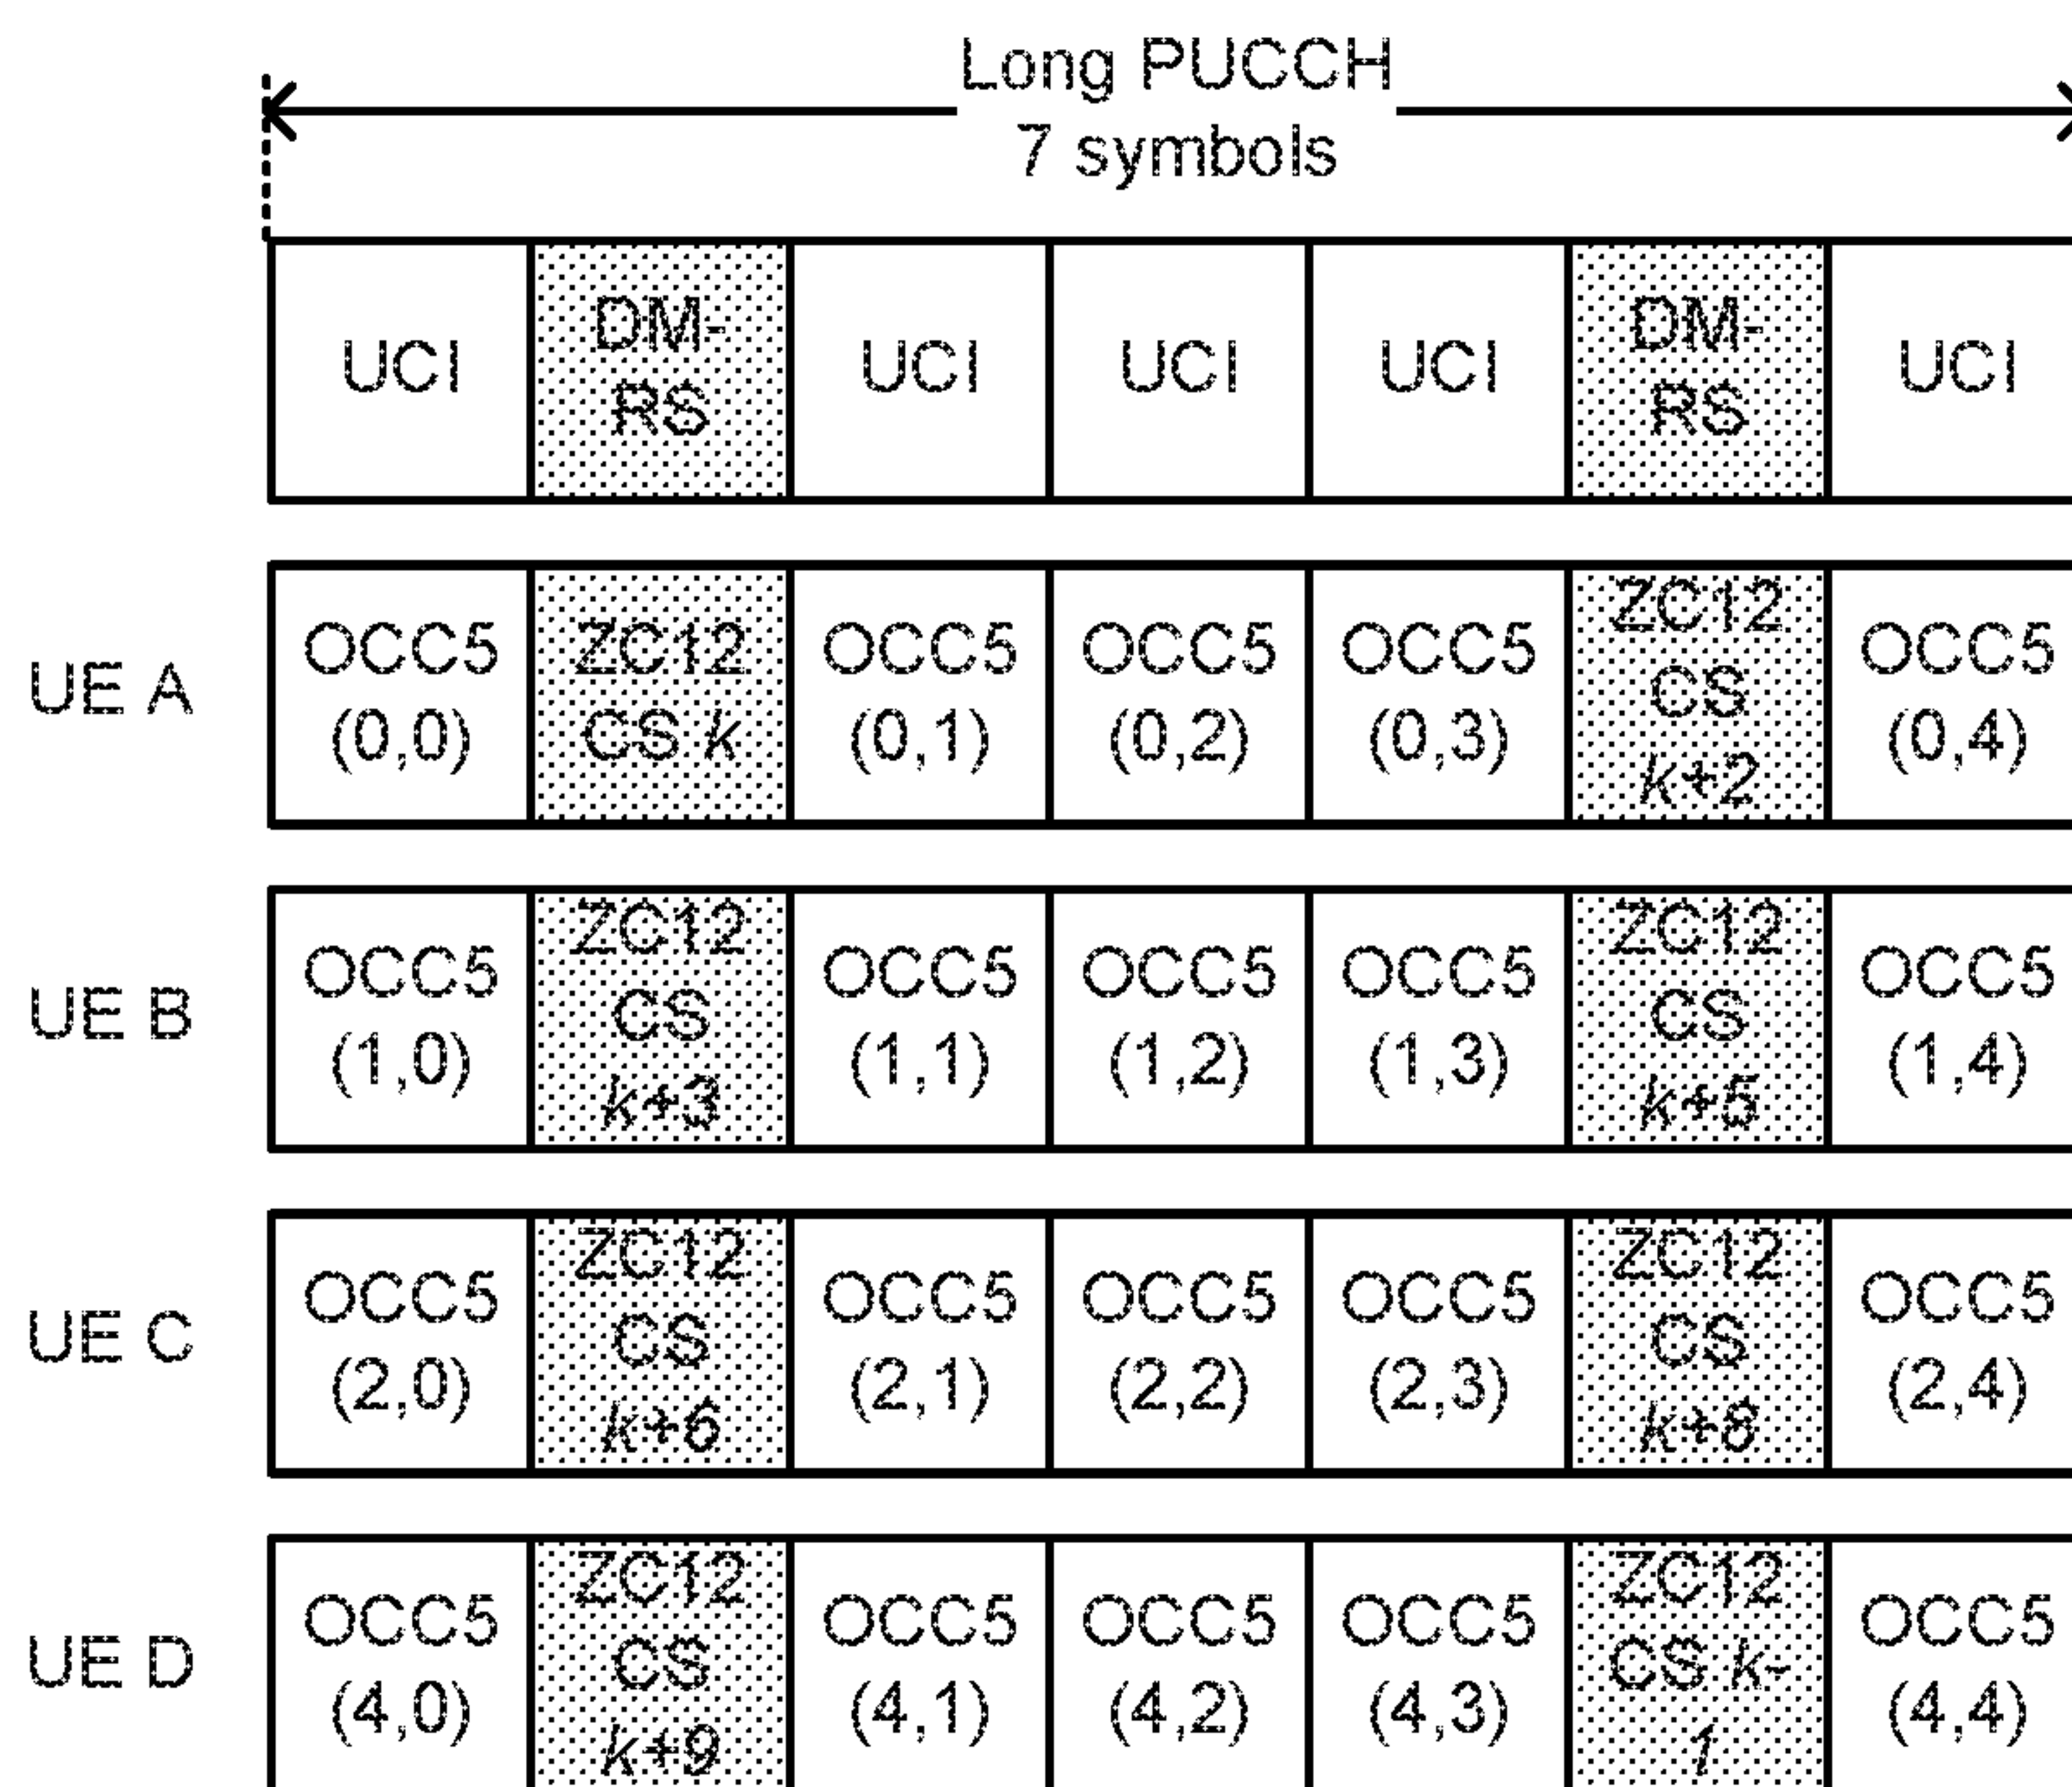 Long PUCCH
7 symbols
UCI
DM-
RS
UCI
UCI
UCI
DM-
RS
UCI
UE A
OCC5
(0,0)
ZC12
CS k
OCC5
(0,1)
OCC5
(0,2)
OCC5
(0,3)
ZC12
CS
k+2
OCC5
(0,4)
UE B
OCC5
(1,0)
ZC12
CS
k+3
OCC5
(1,1)
OCC5
(1,2)
OCC5
(1,3)
ZC12
CS
k+5
OCC5
(1,4)
UE C
OCC5
(2,0)
ZC12
CS
k+6
OCC5
(2,1)
OCC5
(2,2)
OCC5
(2,3)
ZC12
CS
k+8
OCC5
(2,4)
UE D
OCC5
(4,0)
ZC12
CS
k+9
OCC5
(4,1)
OCC5
(4,2)
OCC5
(4,3)
ZC12
CS k-
1
OCC5
(4,4)